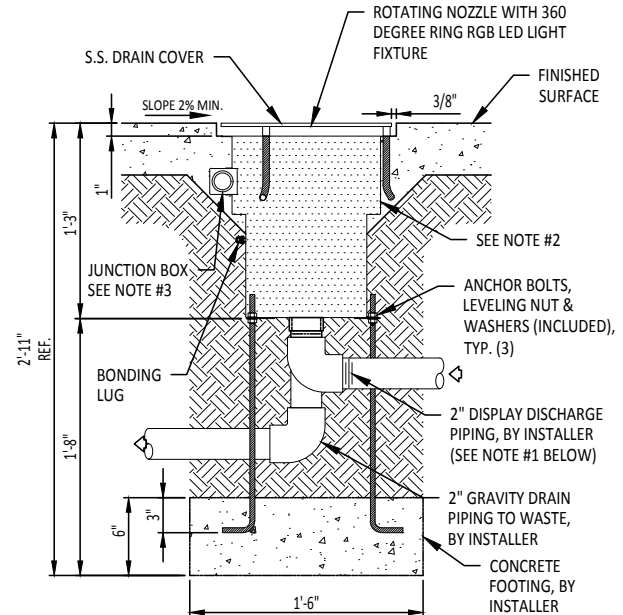 ROTATING NOZZLE WITH 360
DEGREE RING RGB LED LIGHT
FIXTURE
S.S. DRAIN COVER
FINISHED
SURFACE
SLOPE 2% MIN.
3/8"
1"
1'-3"
SEE NOTE #2
JUNCTION BOX
SEE NOTE #3
ANCHOR BOLTS,
LEVELING NUT &
WASHERS (INCLUDED),
TYP. (3)
2'-11"
REF.
BONDING
LUG
1'-8"
2" DISPLAY DISCHARGE
PIPING, BY INSTALLER
(SEE NOTE #1 BELOW)
2" GRAVITY DRAIN
PIPING TO WASTE,
BY INSTALLER
6"
3"
CONCRETE
FOOTING, BY
INSTALLER
1'-6"